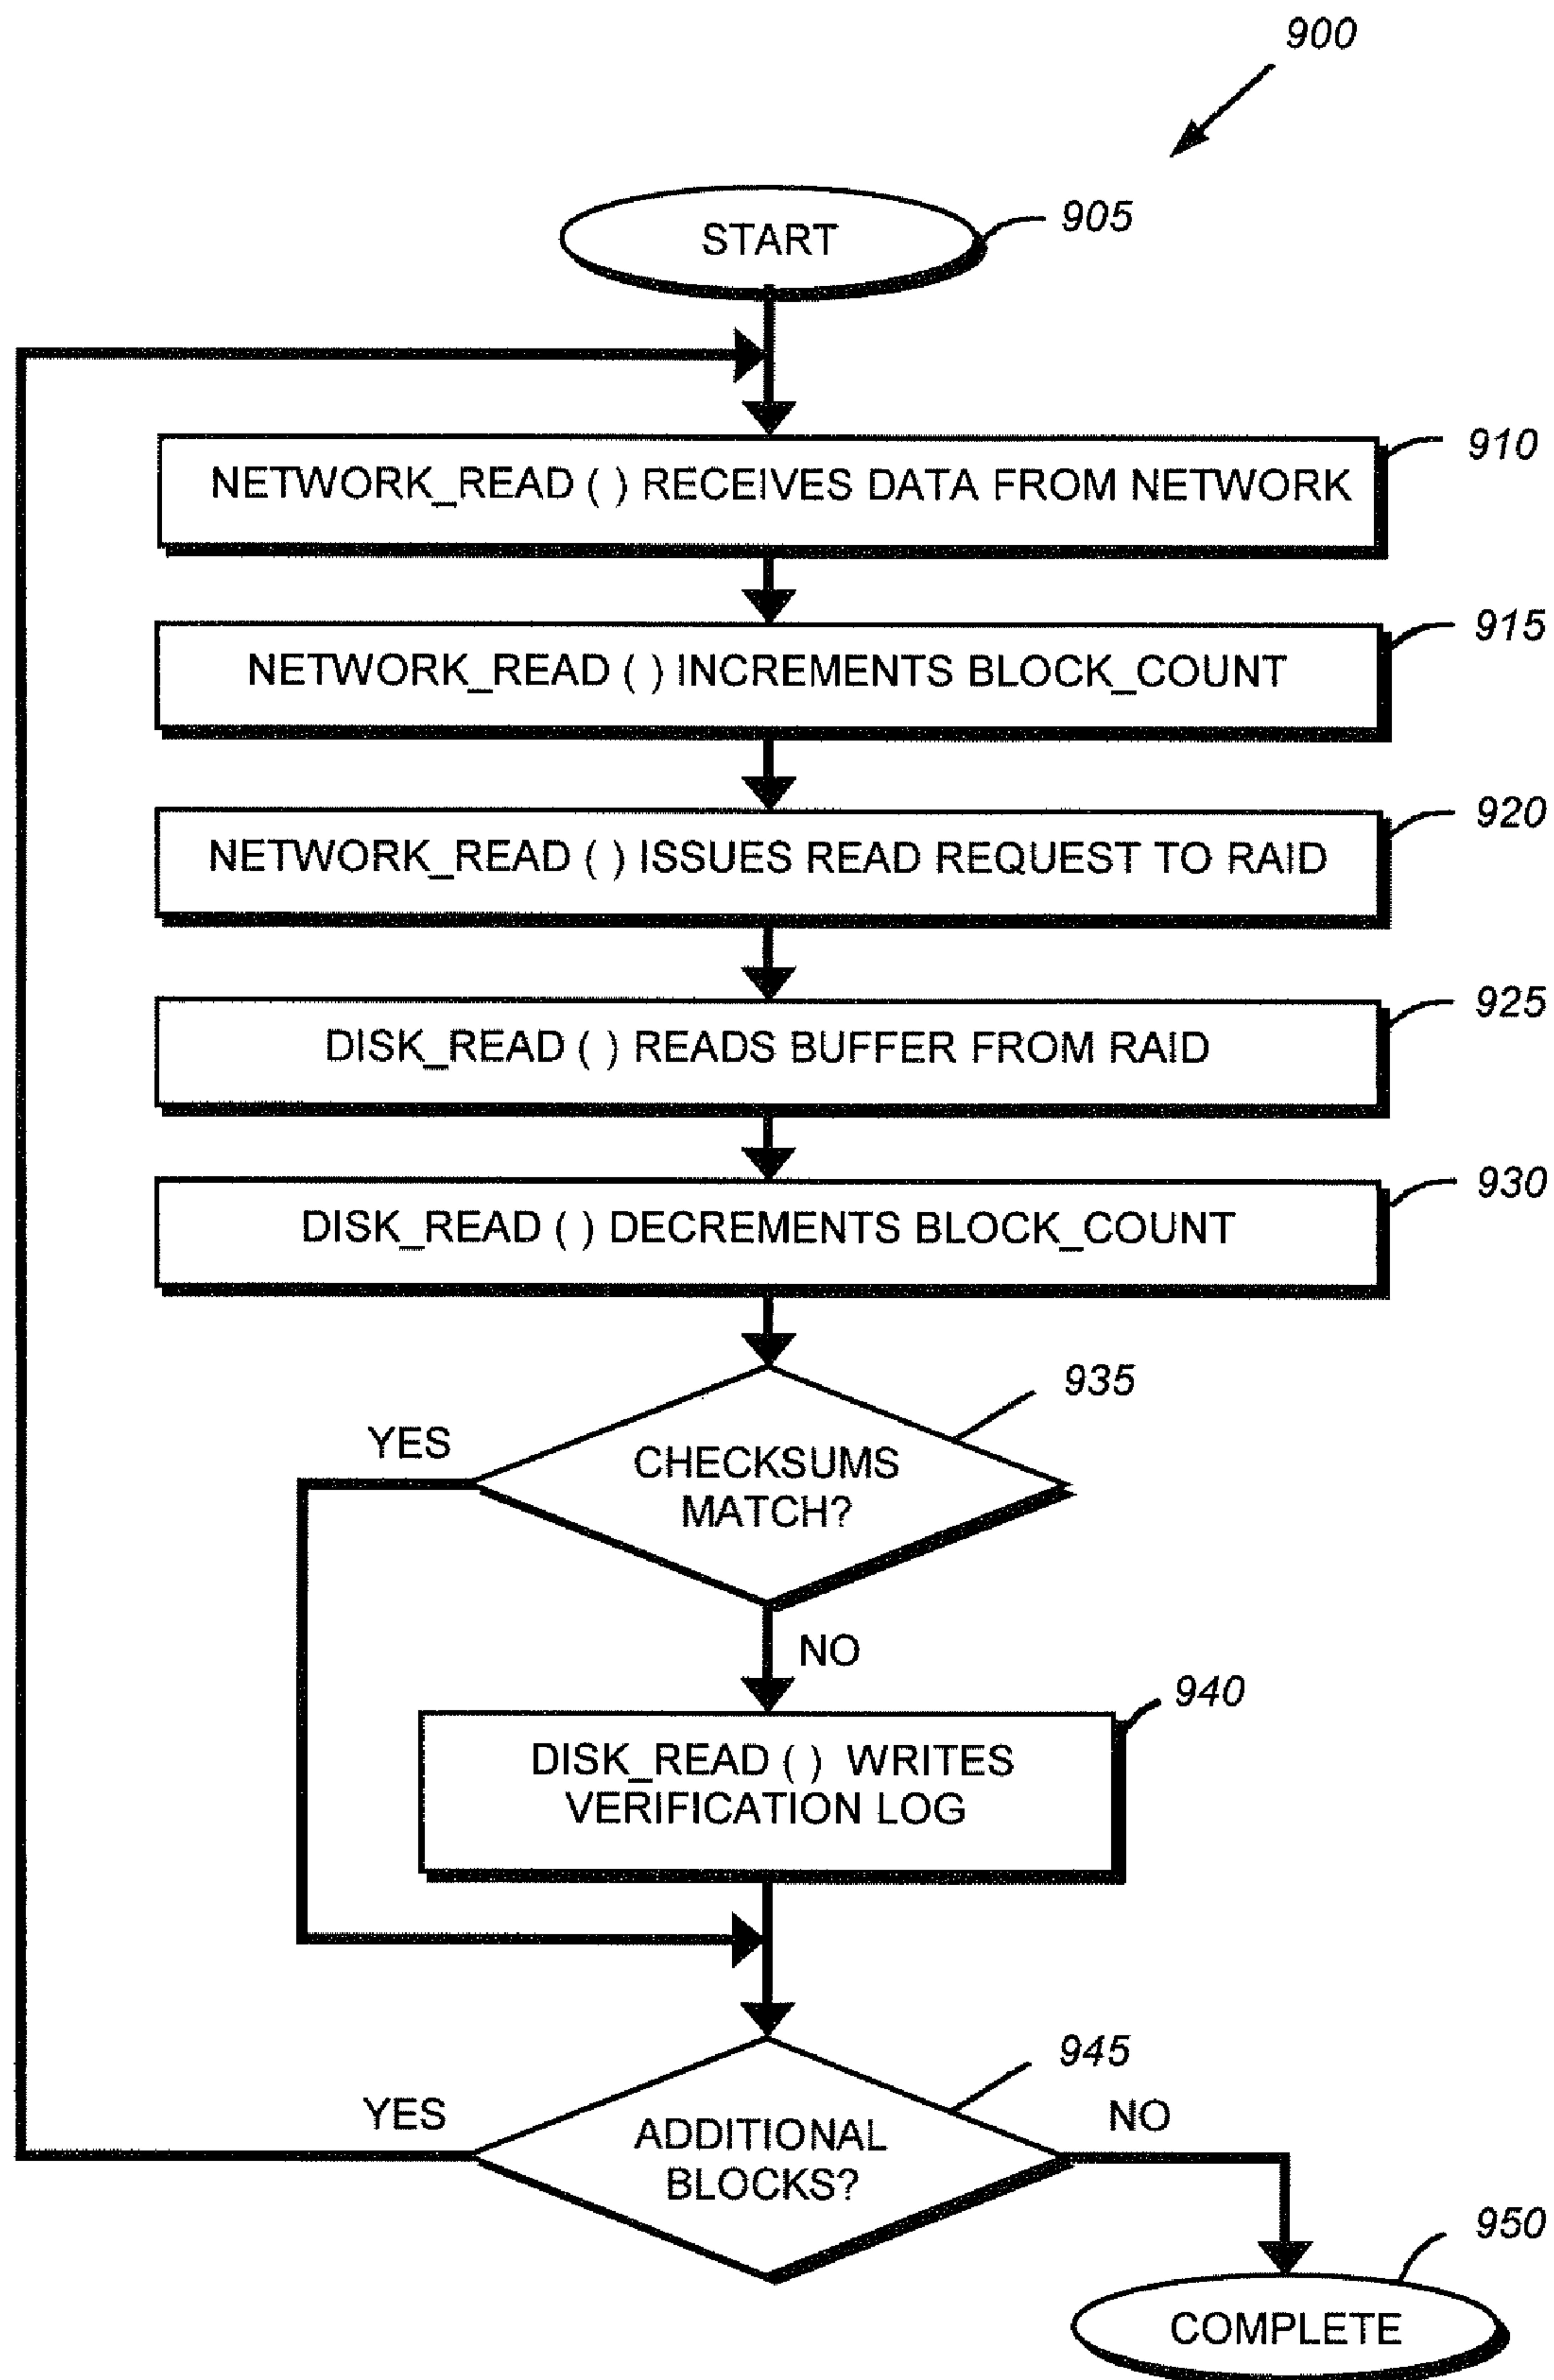 900
START
905
NETWORK_READ ( ) RECEIVES DATA FROM NETWORK
910
NETWORK_READ ( ) INCREMENTS BLOCK_COUNT
915
NETWORK_READ ( ) ISSUES READ REQUEST TO RAID
920
DISK_READ ( ) READS BUFFER FROM RAID
925
DISK_READ ( ) DECREMENTS BLOCK_COUNT
930
935
YES
CHECKSUMS
MATCH?
NO
940
DISK_READ ( ) WRITES
VERIFICATION LOG
945
YES
ADDITIONAL
BLOCKS?
NO
950
COMPLETE